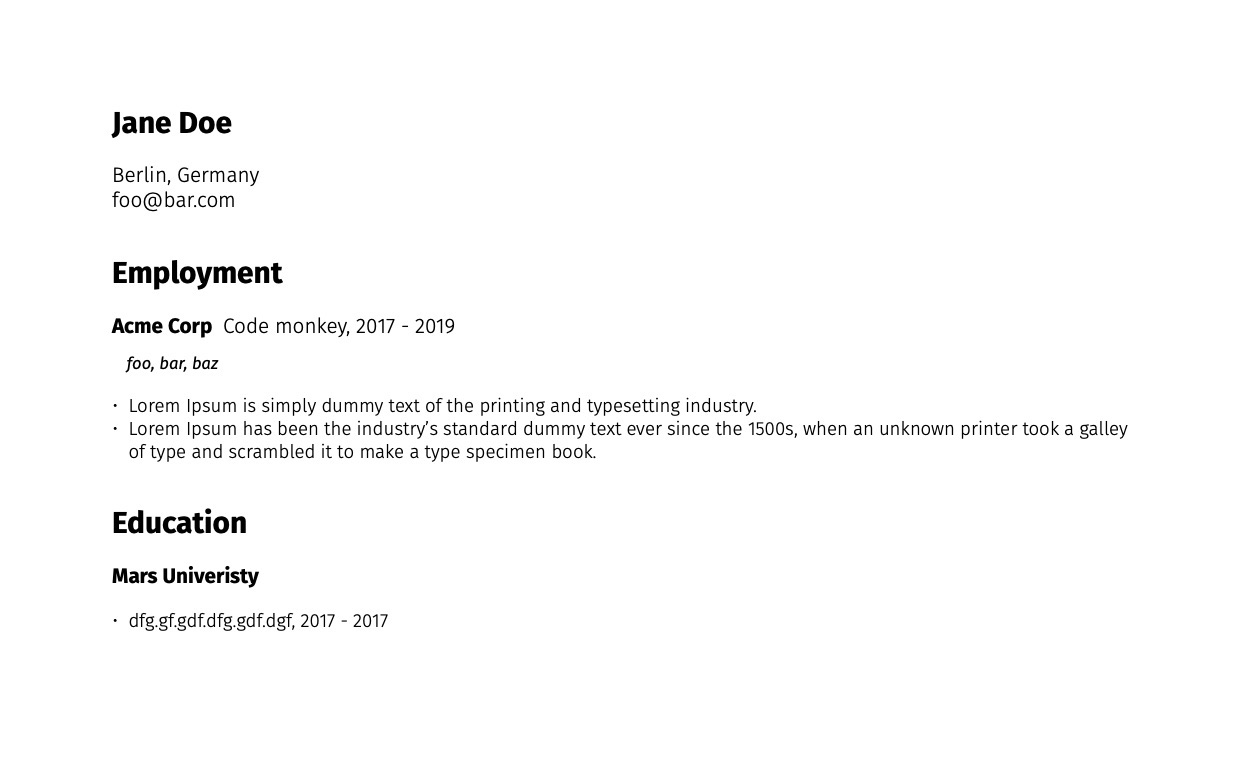 Jane Doe
Berlin, Germany
foo@bar.com
Employment
Acme Corp Code monkey, 2017 - 2019
foo, bar, baz
• Lorem Ipsum is simply dummy text of the printing and typesetting industry.
• Lorem Ipsum has been the industry’s standard dummy text ever since the 1500s, when an unknown printer took a galley
of type and scrambled it to make a type specimen book.
Education
Mars Univeristy
• dfg.gf.gdf.dfg.gdf.dgf, 2017 - 2017